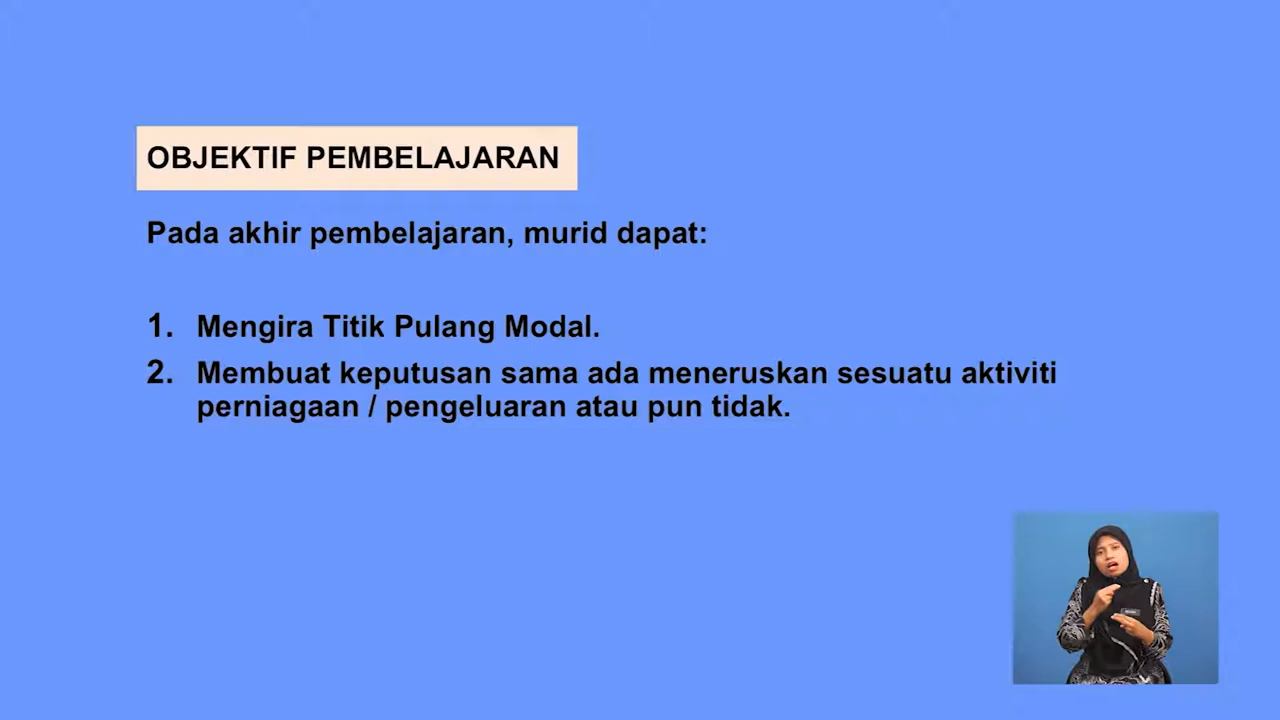 OBJEKTIF PEMBELAJARAN
Pada akhir pembelajaran, murid dapat:
1. Mengira Titik Pulang Modal.
2. Membuat keputusan sama ada meneruskan sesuatu aktiviti
perniagaan / pengeluaran atau pun tidak.